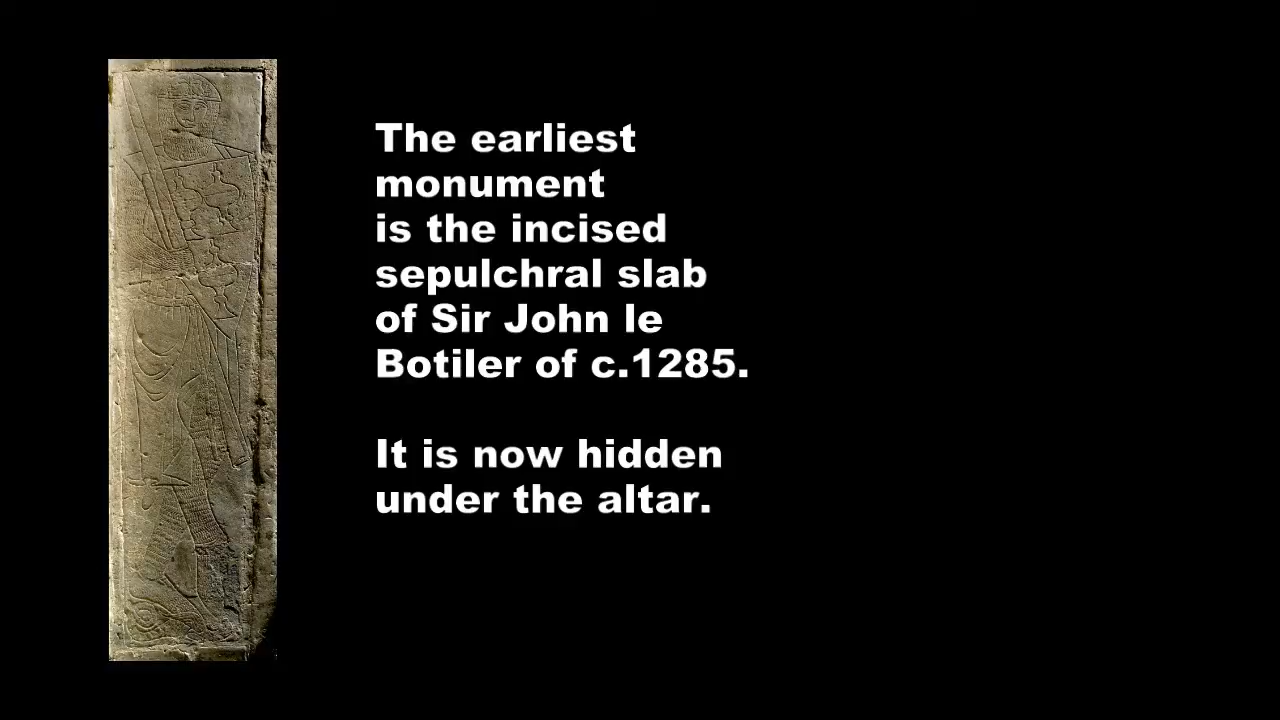 The earliest
monument
is the incised
sepulchral slab
of Sir John le
Botiler of c.1285.
It is now hidden
under the altar.